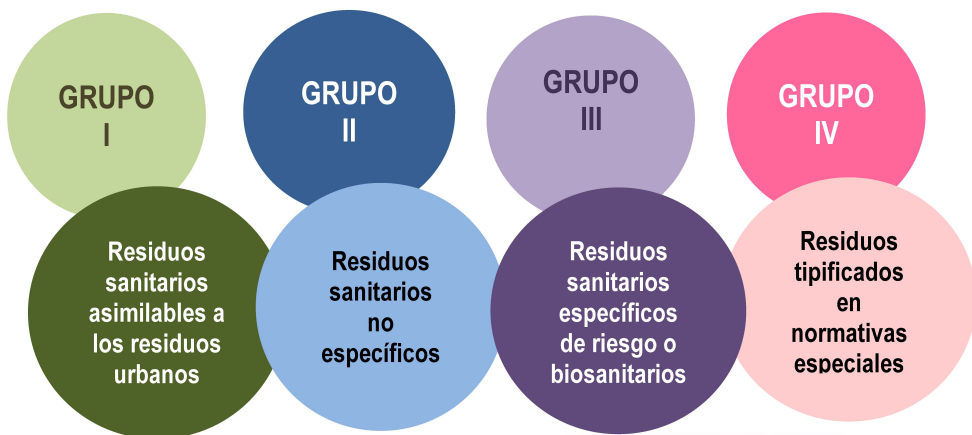 GRUPO
I
GRUPO
II
GRUPO
III
GRUPO
IV
Residuos
sanitarios
asimilables a
los residuos
urbanos
Residuos
sanitarios
no
específicos
Residuos
sanitarios
específicos
de riesgo o
biosanitarios
Residuos
tipificados
en
normativas
especiales